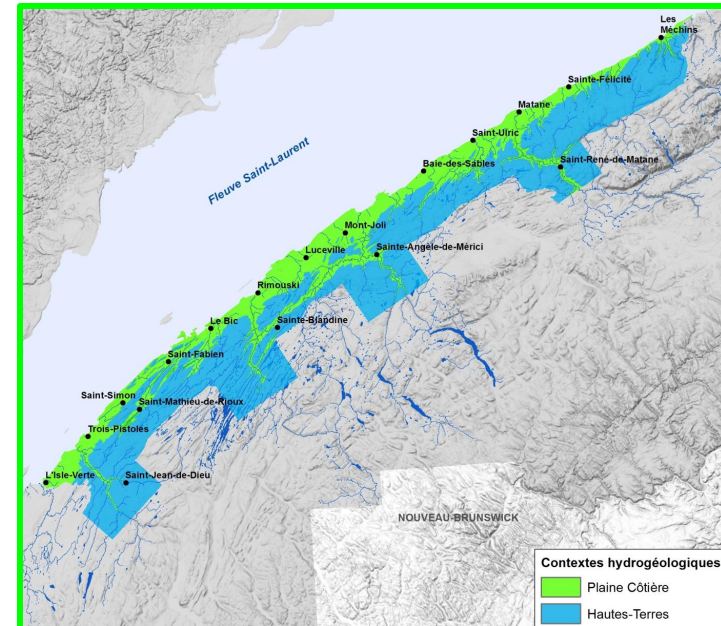 Les
Méchins
Sainte-Félicité
Matane
Saint-Ulric
Baie-des-Sables
Saint-René-de-Matane
Fleuve Saint-Laurent
Mont-Joli
Luceville
Sainte-Angèle-de-Mérici
Rimouski
Le Bic
Sainte-Blandine
Saint-Fabien
Saint-Simon
Saint-Mathieu-de-Rioux
Trois-Pistoles
L'Isle-Verte
Saint-Jean-de-Dieu
NOUVEAU-BRUNSWICK
Contextes hydrogéologiques
Plaine Côtière
Hautes-Terres